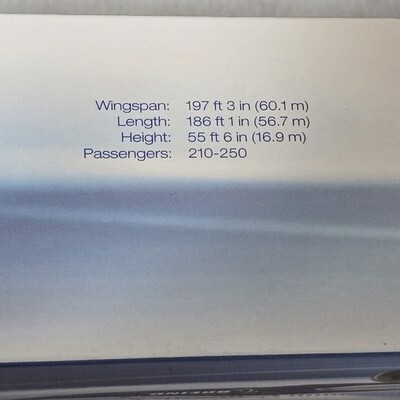 Wingspan: 197 ft 3 in (60.1 m)
Length: 186 ft 1 in (56.7 m)
Height: 55 ft 6 in (16.9 m)
Passengers: 210-250
BOEING